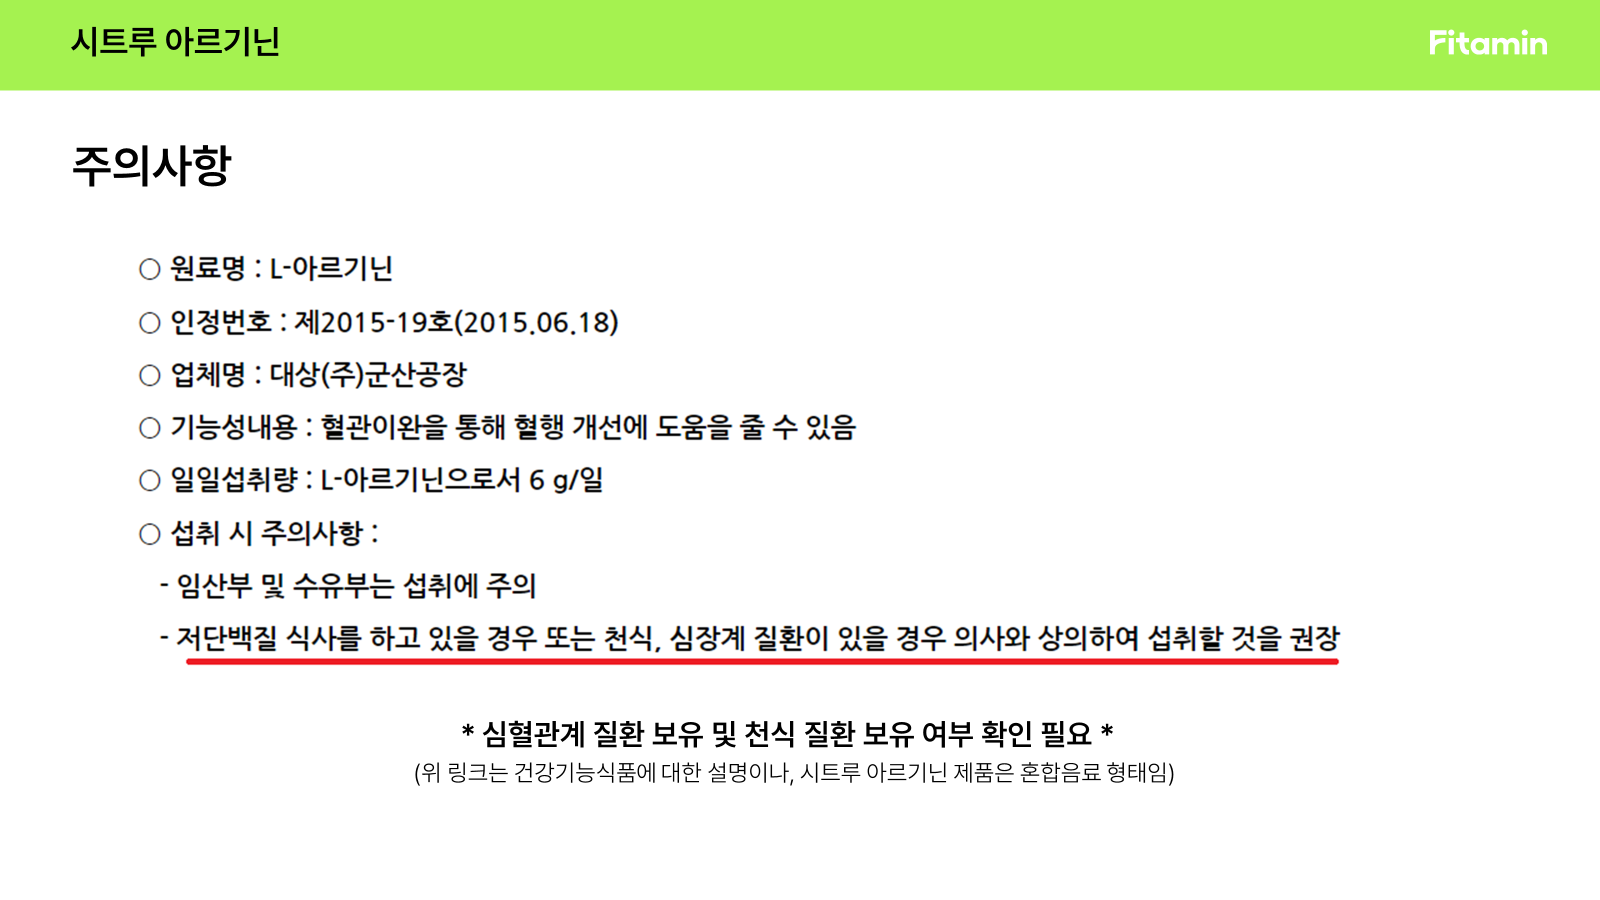 시트루 아르기닌
Fitamin
주의사항
○ 원료명 : L-아르기닌
○ 인정번호 : 제2015-19호(2015.06.18)
○ 업체명 : 대상(주)군산공장
○ 기능성내용 : 혈관이완을 통해 혈행 개선에 도움을 줄 수 있음
○ 일일섭취량 : L-아르기닌으로서 6 g/일
○ 섭취 시 주의사항 :
- 임산부 및 수유부는 섭취에 주의
- 저단백질 식사를 하고 있을 경우 또는 천식, 심장계 질환이 있을 경우 의사와 상의하여 섭취할 것을 권장
* 심혈관계 질환 보유 및 천식 질환 보유 여부 확인 필요 *
(위 링크는 건강기능식품에 대한 설명이나, 시트루 아르기닌 제품은 혼합음료 형태임)